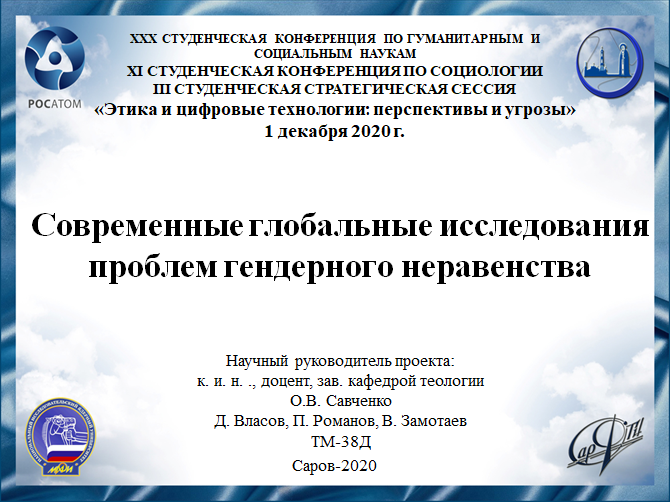 XXX СТУДЕНЧЕСКАЯ КОНФЕРЕНЦИЯ ПО ГУМАНИТАРНЫМ И
СОЦИАЛЬНЫМ НАУКАМ
XI СТУДЕНЧЕСКАЯ КОНФЕРЕНЦИЯ ПО СОЦИОЛОГИИ
III СТУДЕНЧЕСКАЯ СТРАТЕГИЧЕСКАЯ СЕССИЯ
«Этика и цифровые технологии: перспективы и угрозы»
1 декабря 2020 г.
РОСАТОМ
Современные глобальные исследования
проблем гендерного неравенства
Научный руководитель проекта:
к. и. н. ., доцент, зав. кафедрой теологии
О.В. Савченко
Д. Власов, П. Романов, В. Замотаев
ТМ-38Д
Саров-2020
МИФИ
СарФТИ